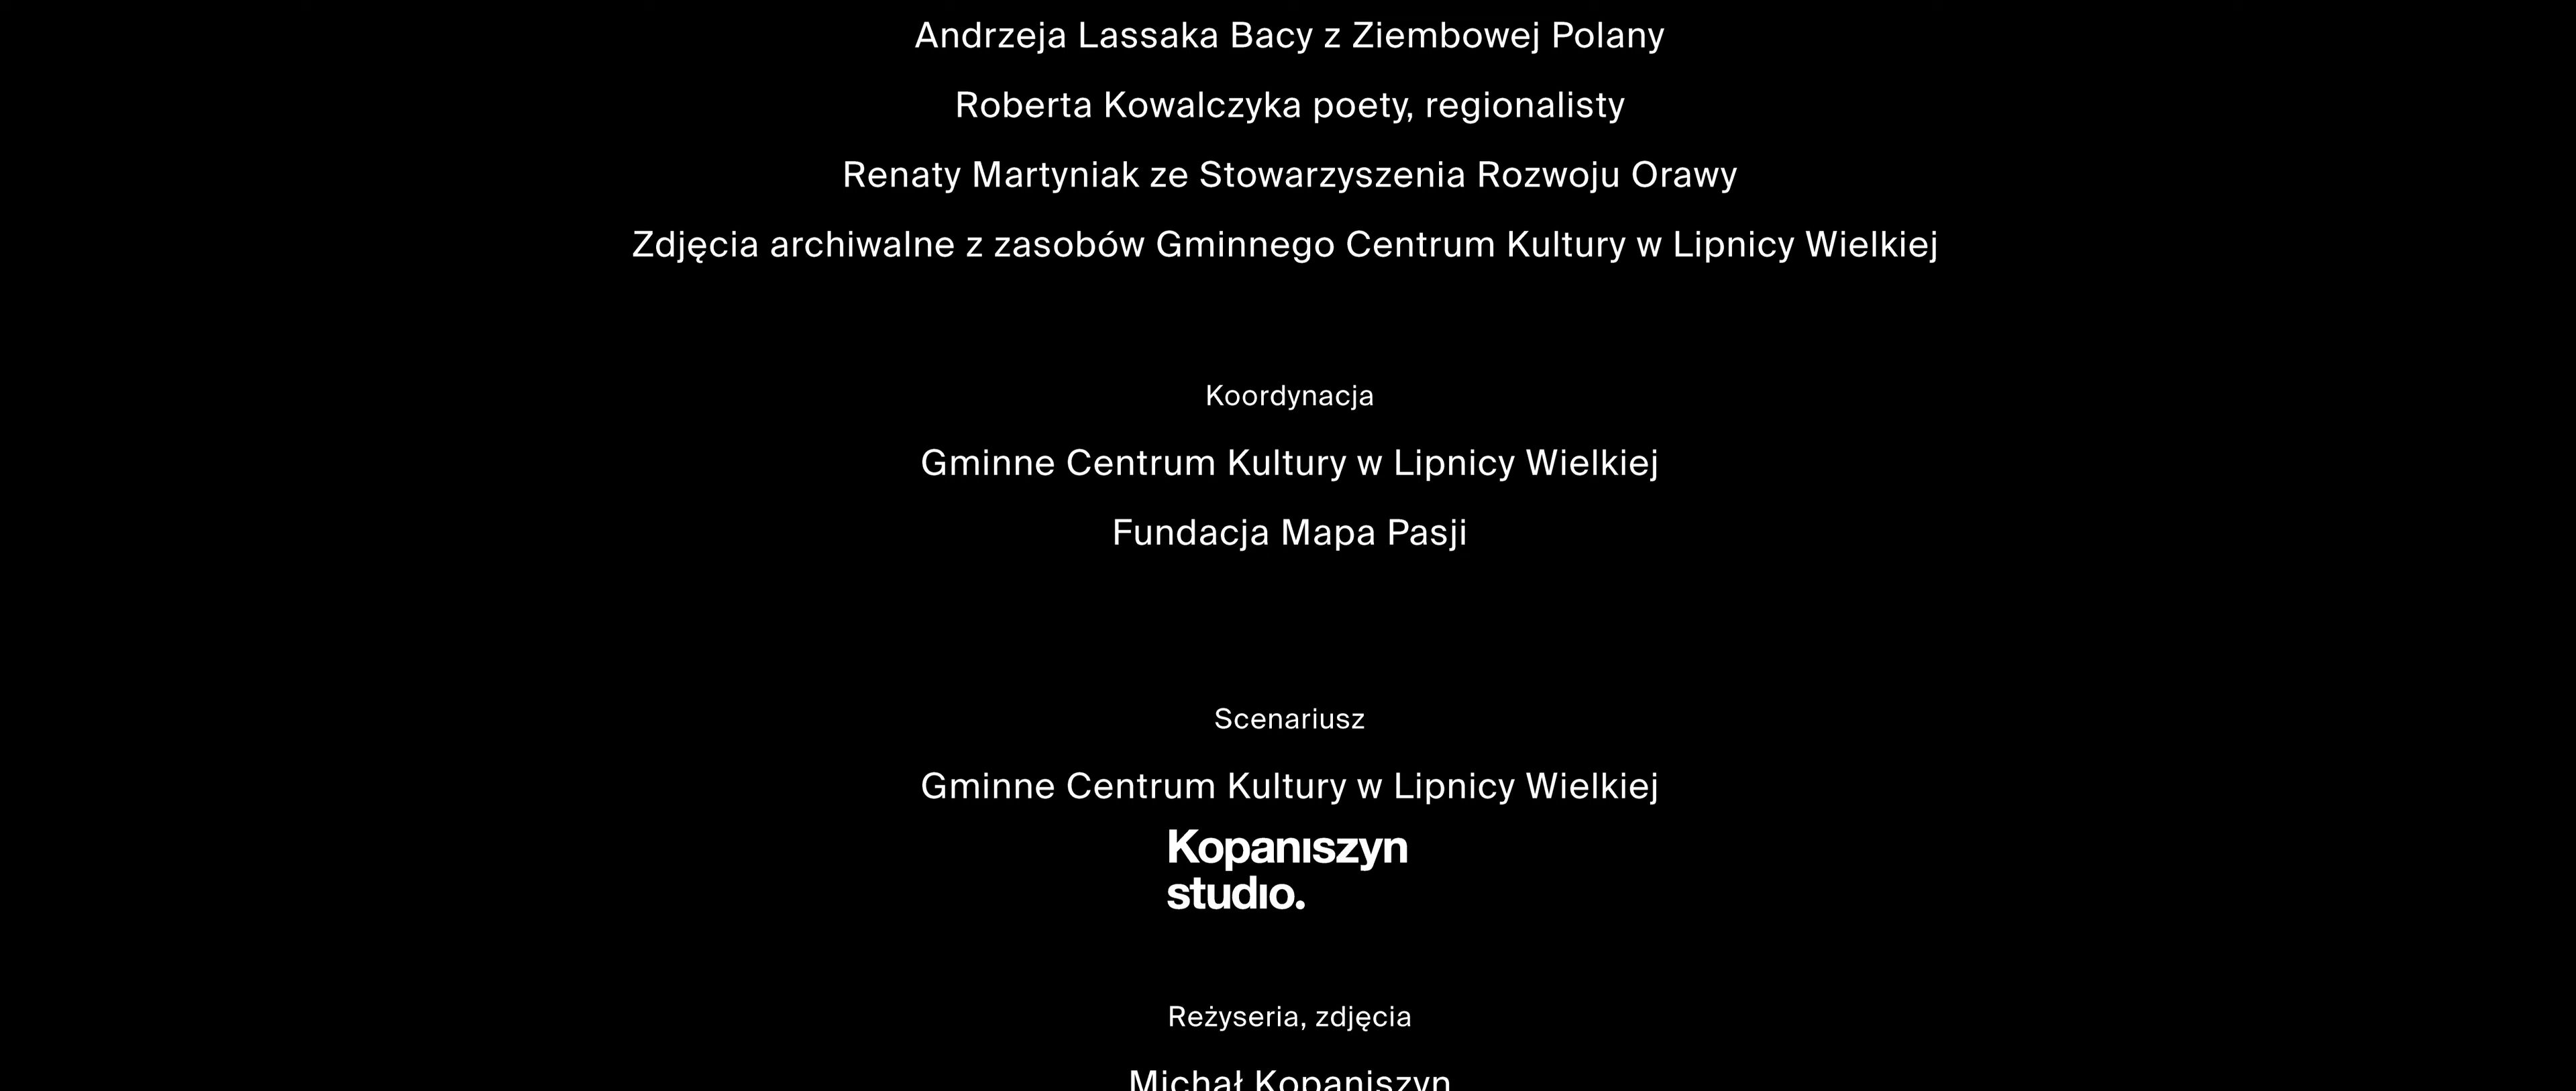 Andrzeja Lassaka Bacy z Ziembowej Polany
Roberta Kowalczyka poety, regionalisty
Renaty Martyniak ze Stowarzyszenia Rozwoju Orawy
Zdjęcia archiwalne z zasobów Gminnego Centrum Kultury w Lipnicy Wielkiej
Koordynacja
Gminne Centrum Kultury w Lipnicy Wielkiej
Fundacja Mapa Pasji
Scenariusz
Gminne Centrum Kultury w Lipnicy Wielkiej
Kopanıszyn
studıo.
Reżyseria, zdjęcia
Michał Kopaniszyn